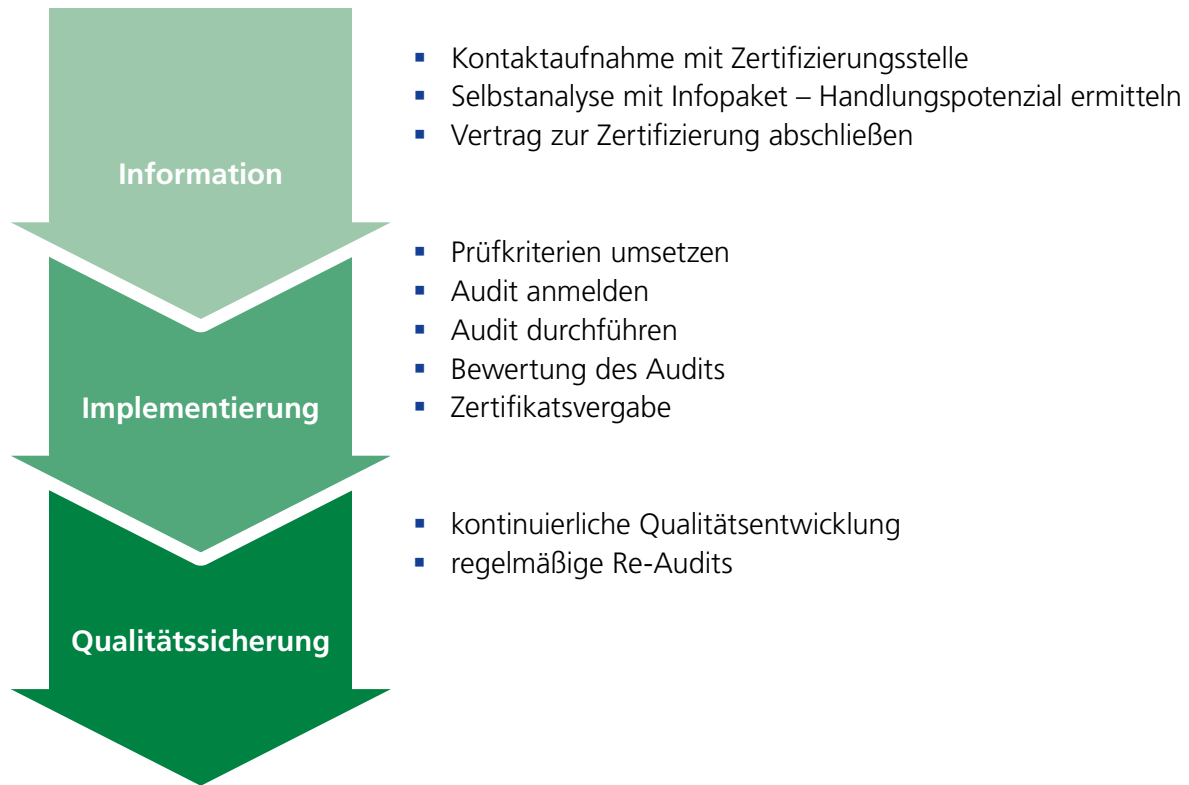 Information
▪ Kontaktaufnahme mit Zertifizierungsstelle
▪ Selbstanalyse mit Infopaket – Handlungspotenzial ermitteln
▪ Vertrag zur Zertifizierung abschließen
Implementierung
▪ Prüfkriterien umsetzen
▪ Audit anmelden
▪ Audit durchführen
▪ Bewertung des Audits
▪ Zertifikatsvergabe
Qualitätssicherung
▪ kontinuierliche Qualitätsentwicklung
▪ regelmäßige Re-Audits